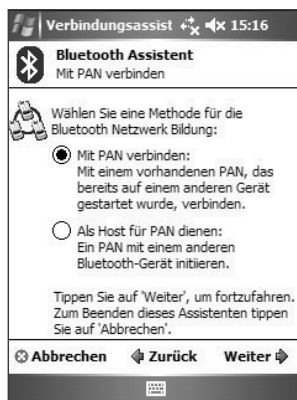 Verbindungsassist 15:16
Bluetooth Assistent
Mit PAN verbinden
Wählen Sie eine Methode für die
Bluetooth Netzwerk Bildung:
Mit PAN verbinden:
Mit einem vorhandenen PAN, das
bereits auf einem anderen Gerät
gestartet wurde, verbinden.
Als Host für PAN dienen:
Ein PAN mit einem anderen
Bluetooth-Gerät initiieren.
Tippen Sie auf 'Weiter', um fortzufahren.
Zum Beenden dieses Assistenten tippen
Sie auf 'Abbrechen'.
Abbrechen Zurück Weiter